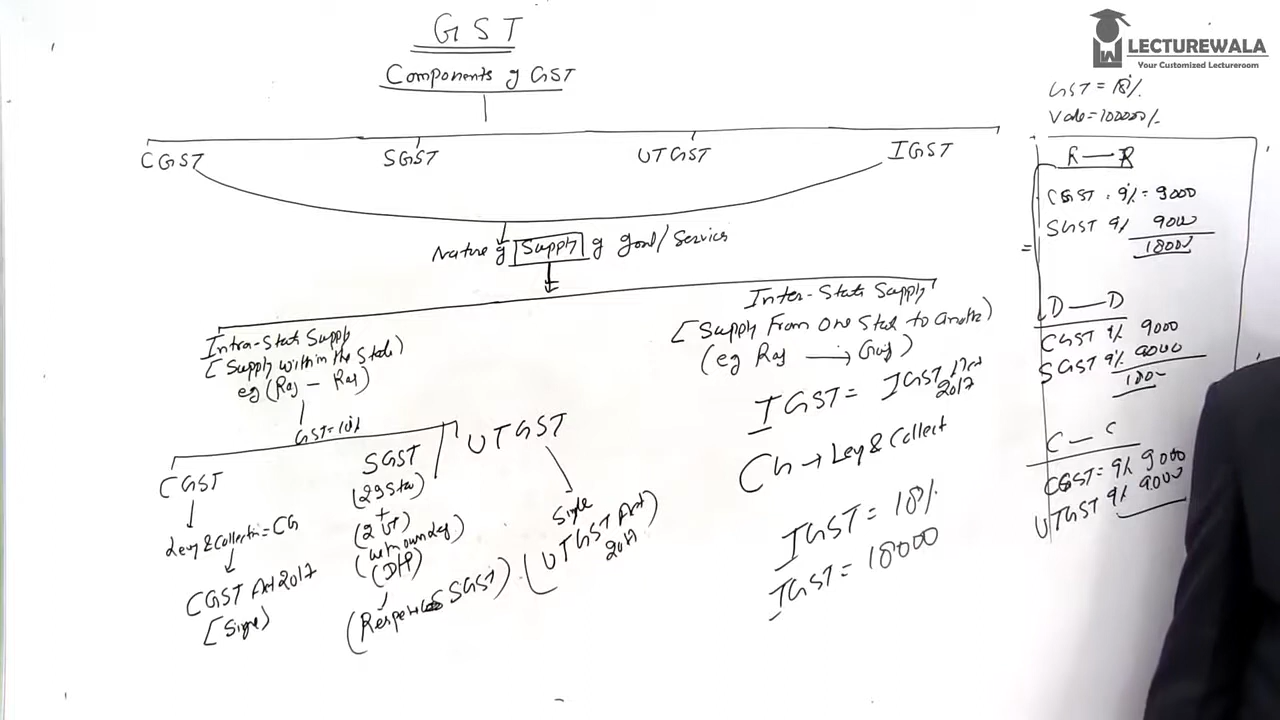 GST
Components of GST
CGST SGST UTGST IGST
Nature of Supply of good/Services
Intra-State Supply
[Supply within the State)
eg (Raj - Raj)
GST=18%
CGST
Levy & Collection = CG
CGST Act 2017
[Single)
SGST
(29 State)
+
(2 UT)
(with own leg)
(D/P)
(Respective SGST)
UTGST
Single
(UTGST Act)
2017
Inter-State Supply
[Supply From one State to another)
(eg Raj → Guj)
IGST = IGST Act
2017
CG → Levy & Collect
IGST = 18%
IGST = 18000
LECTUREWALA
Your Customized Lectureroom
GST = 18%
Value=100000/-
R — R
CGST 9% = 9000
SGST 9% 9000
18000
D — D
CGST 9% 9000
SGST 9% 9000
C — C
CGST = 9% 9000
UTGST 9% 9000